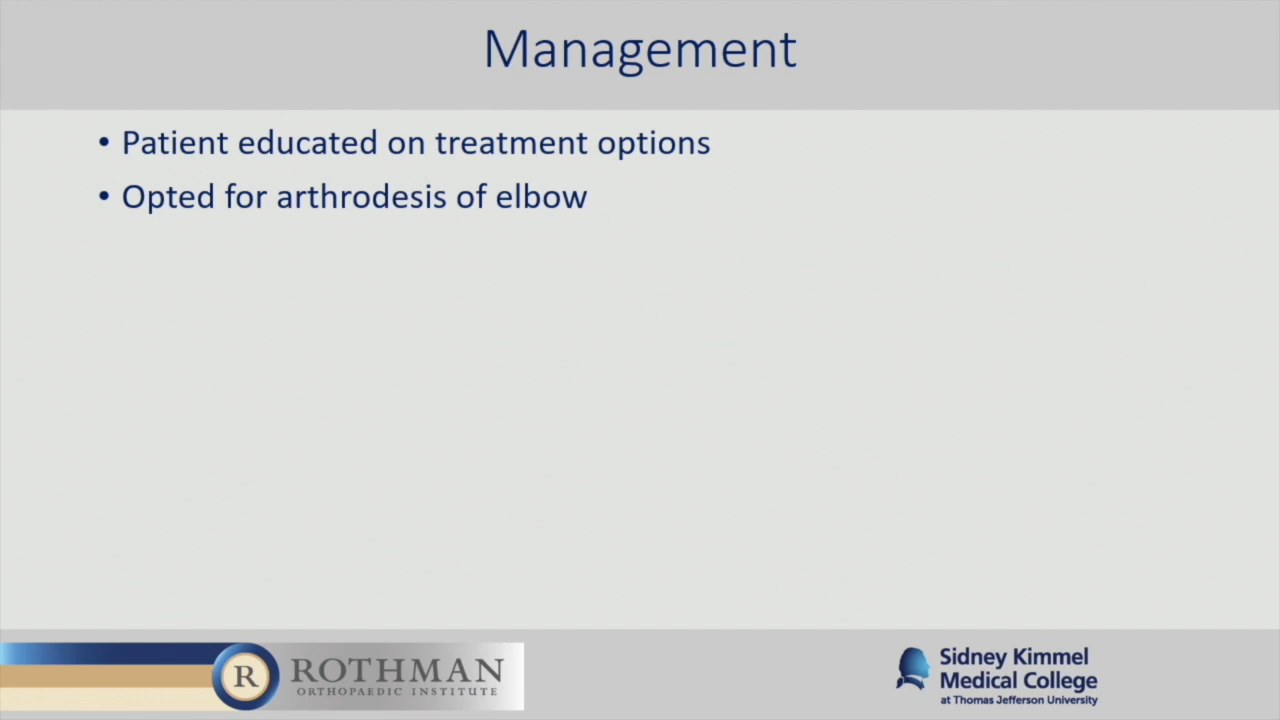 Management
• Patient educated on treatment options
• Opted for arthrodesis of elbow
R
ROTHMAN
ORTHOPAEDIC INSTITUTE
Sidney Kimmel
Medical College
at Thomas Jefferson University